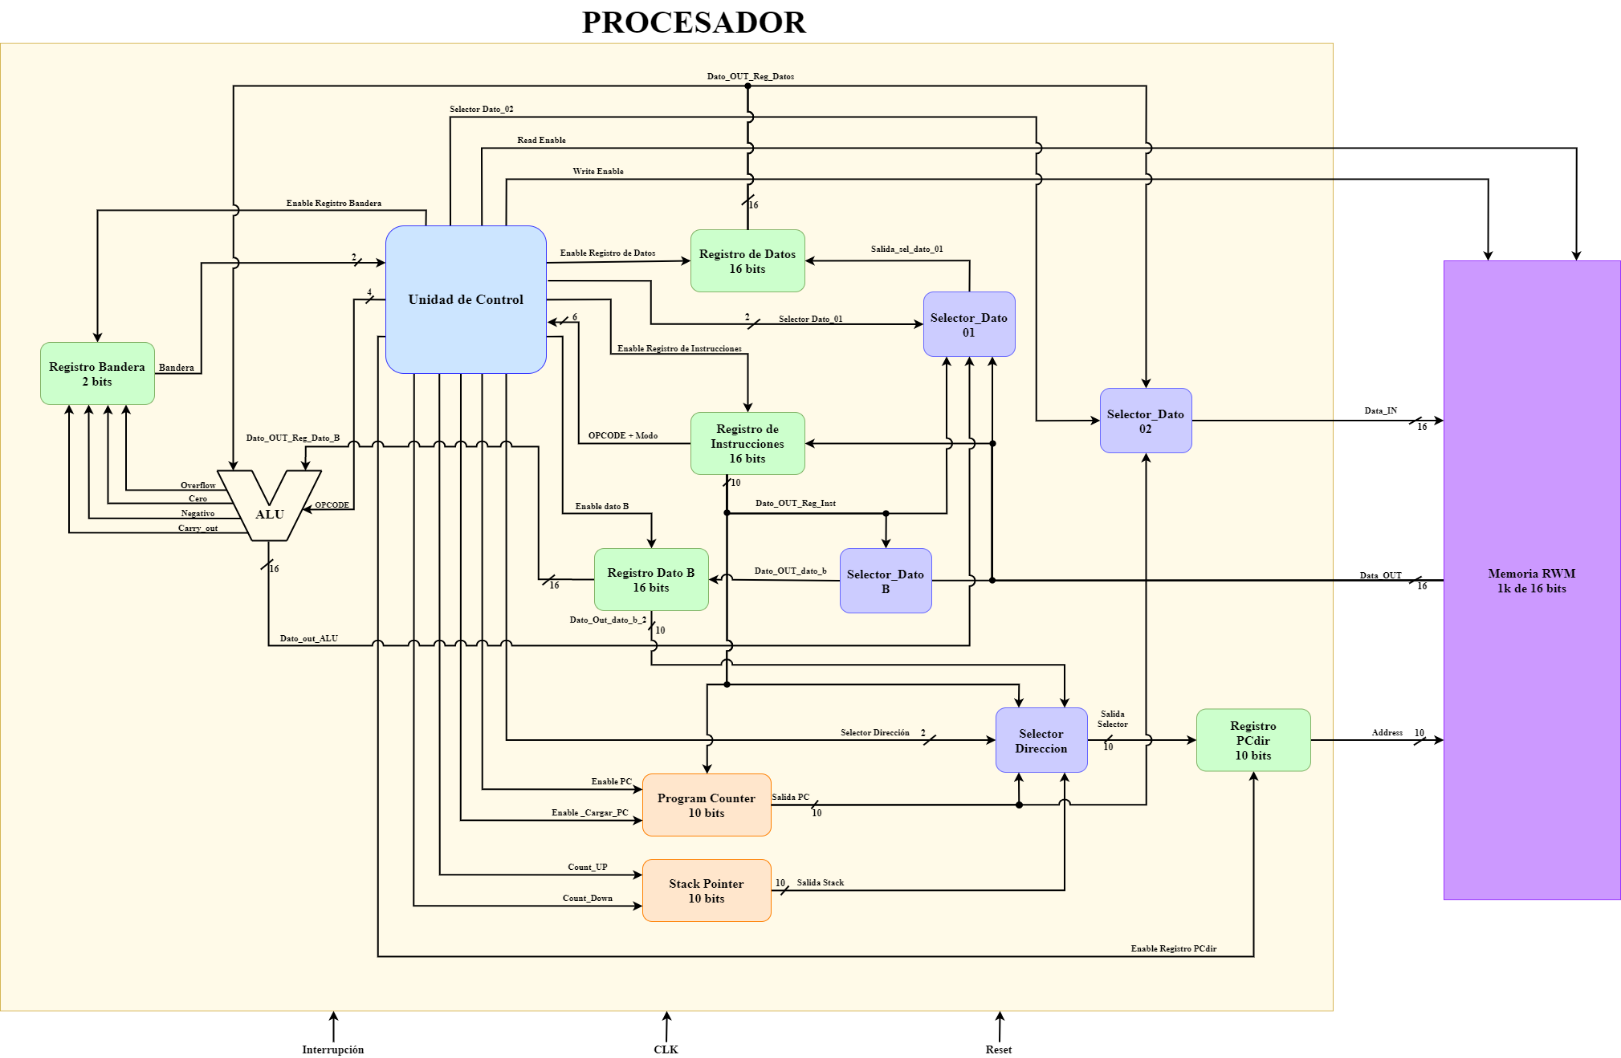 PROCESADOR
Dato_OUT_Reg_Datos
Selector Dato_02
Read Enable
Write Enable
16
Enable Registro Bandera
Enable Registro de Datos
Registro de Datos
16 bits
Salida_sel_dato_01
2
4
Unidad de Control
6
2
Selector Dato_01
Selector_Dato
01
Enable Registro de Instrucciones
Registro Bandera
2 bits
Bandera
Selector_Dato
02
Data_IN
16
Dato_OUT_Reg_Dato_B
OPCODE + Modo
Registro de
Instrucciones
16 bits
10
Overflow
Cero
Negativo
Carry_out
ALU
OPCODE
Enable dato B
Dato_OUT_Reg_Inst
16
Registro Dato B
16 bits
16
Dato_OUT_dato_b
Selector_Dato
B
Data_OUT
16
Memoria RWM
1k de 16 bits
Dato_Out_dato_b_2
10
Dato_out_ALU
Selector Dirección
2
Selector
Direccion
Salida
Selector
10
Registro
PCdir
10 bits
Address
10
Enable PC
Enable _Cargar_PC
Program Counter
10 bits
Salida PC
10
Count_UP
Count_Down
Stack Pointer
10 bits
10
Salida Stack
Enable Registro PCdir
Interrupción
CLK
Reset